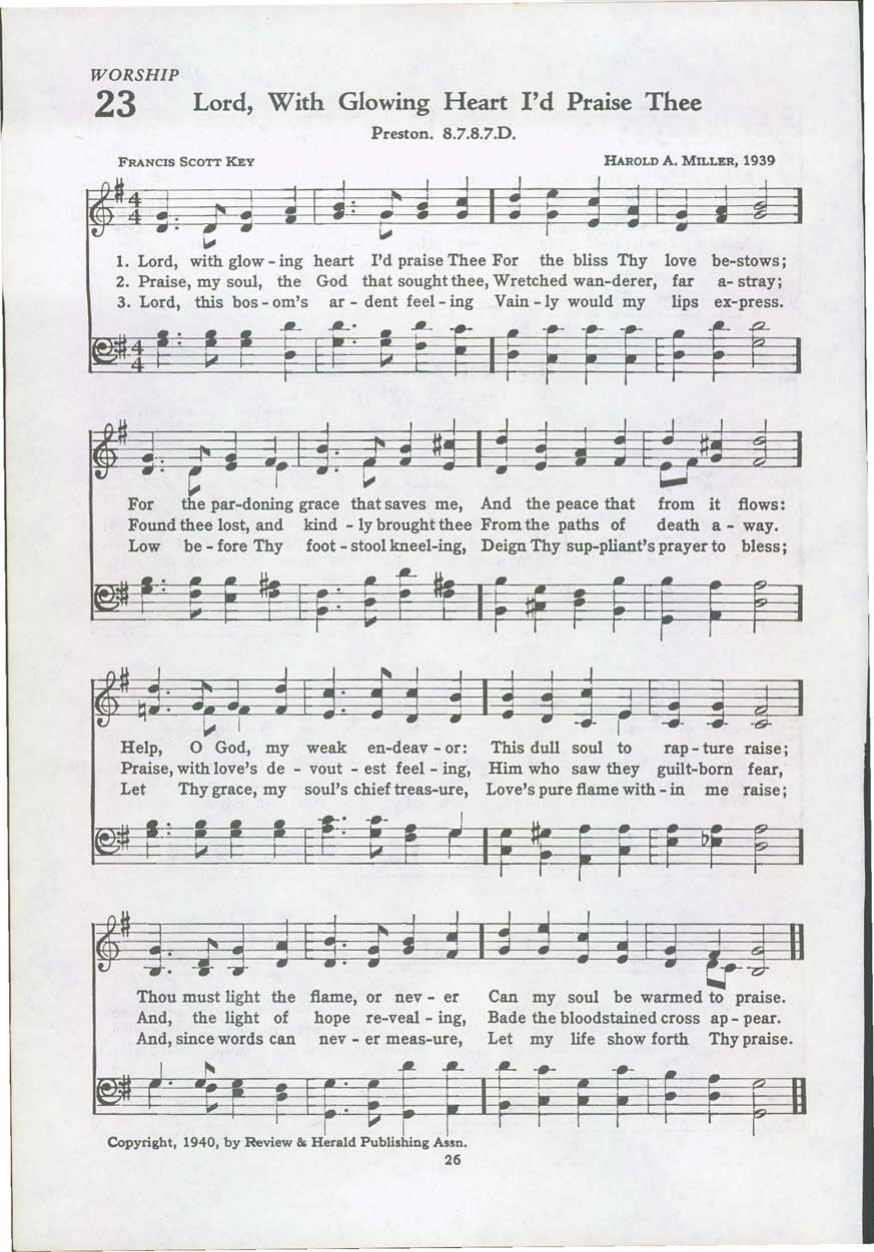 WORSHIP
23 Lord, With Glowing Heart I'd Praise Thee
Preston. 8.7.8.7.D.
FRANCIS SCOTT KEY HAROLD A. MILLER, 1939
4
4
1. Lord, with glow - ing heart I'd praise Thee For the bliss Thy love be-stows;
2. Praise, my soul, the God that sought thee, Wretched wan-derer, far a - stray;
3. Lord, this bos - om's ar - dent feel - ing Vain - ly would my lips ex-press.
4
4
For the par-doning grace that saves me, And the peace that from it flows:
Found thee lost, and kind - ly brought thee From the paths of death a - way.
Low be - fore Thy foot - stool kneel-ing, Deign Thy sup-pliant's prayer to bless;
Help, O God, my weak en-deav - or: This dull soul to rap - ture raise;
Praise, with love's de - vout - est feel - ing, Him who saw they guilt-born fear,
Let Thy grace, my soul's chief treas-ure, Love's pure flame with - in me raise;
Thou must light the flame, or nev - er Can my soul be warmed to praise.
And, the light of hope re-veal - ing, Bade the bloodstained cross ap - pear.
And, since words can nev - er meas-ure, Let my life show forth Thy praise.
Copyright, 1940, by Review & Herald Publishing Assn.
26